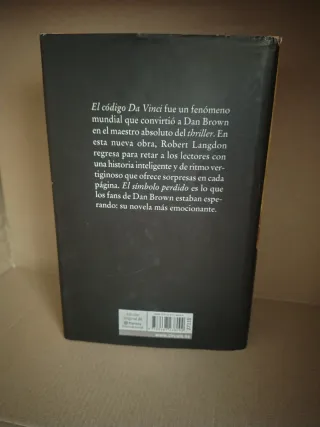 El código Da Vinci fue un fenómeno
mundial que convirtió a Dan Brown
en el maestro absoluto del thriller. En
esta nueva obra, Robert Langdon
regresa para retar a los lectores con
una historia inteligente y de ritmo ver-
tiginoso que ofrece sorpresas en cada
página. El símbolo perdido es lo que
los fans de Dan Brown estaban espe-
rando: su novela más emocionante.